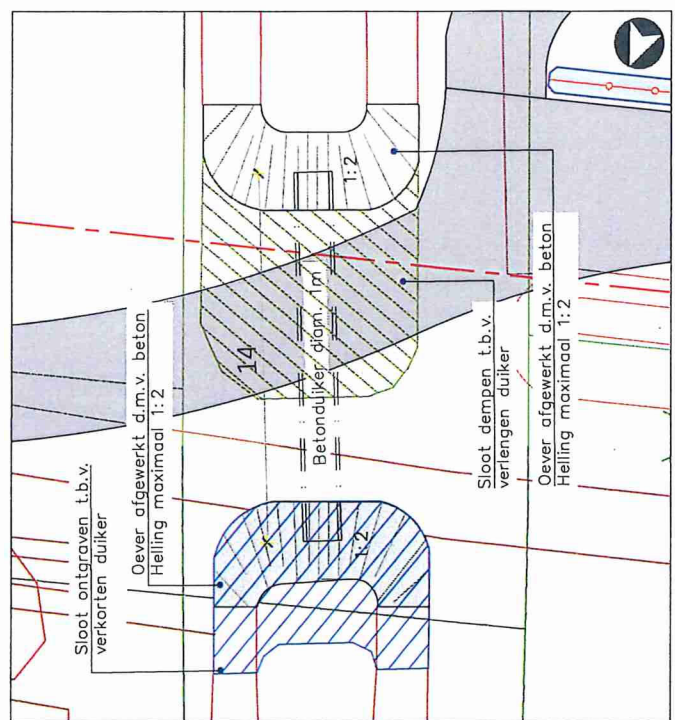 Sloot ontgraven t.b.v.
verkorten duiker
Oever afgewerkt d.m.v. beton
Helling maximaal 1:2
14
1:2
Betonduiker diam. 1m
1:2
Sloot dempen t.b.v.
verlengen duiker
Oever afgewerkt d.m.v. beton
Helling maximaal 1:2